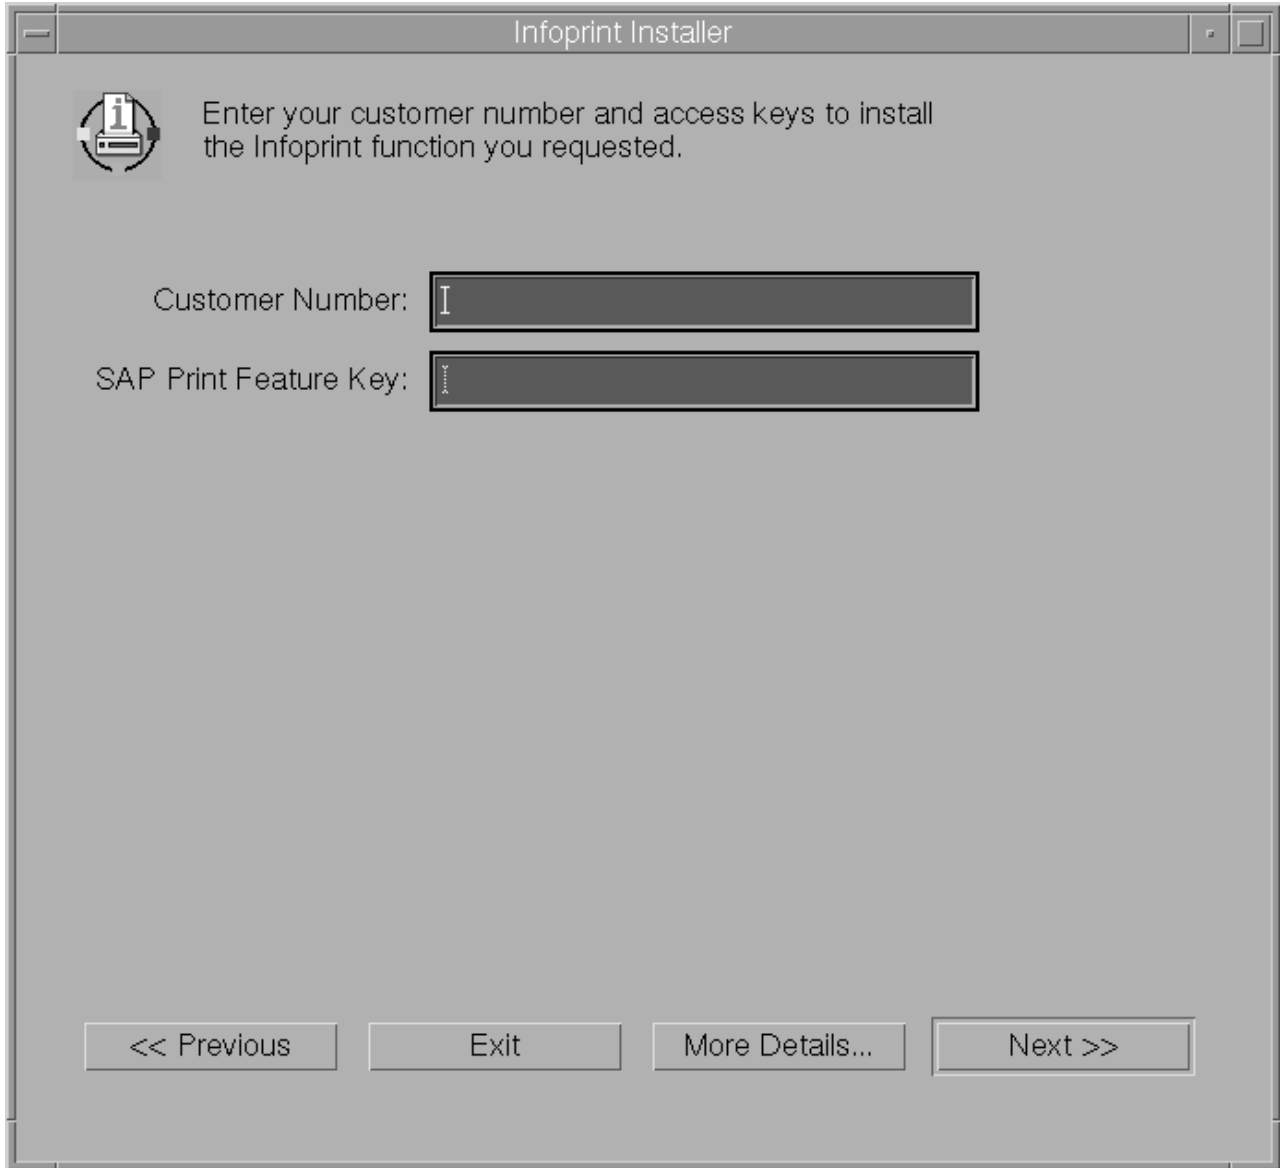 Infoprint Installer
Enter your customer number and access keys to install
the Infoprint function you requested.
Customer Number:
SAP Print Feature Key:
<< Previous
Exit
More Details...
Next >>